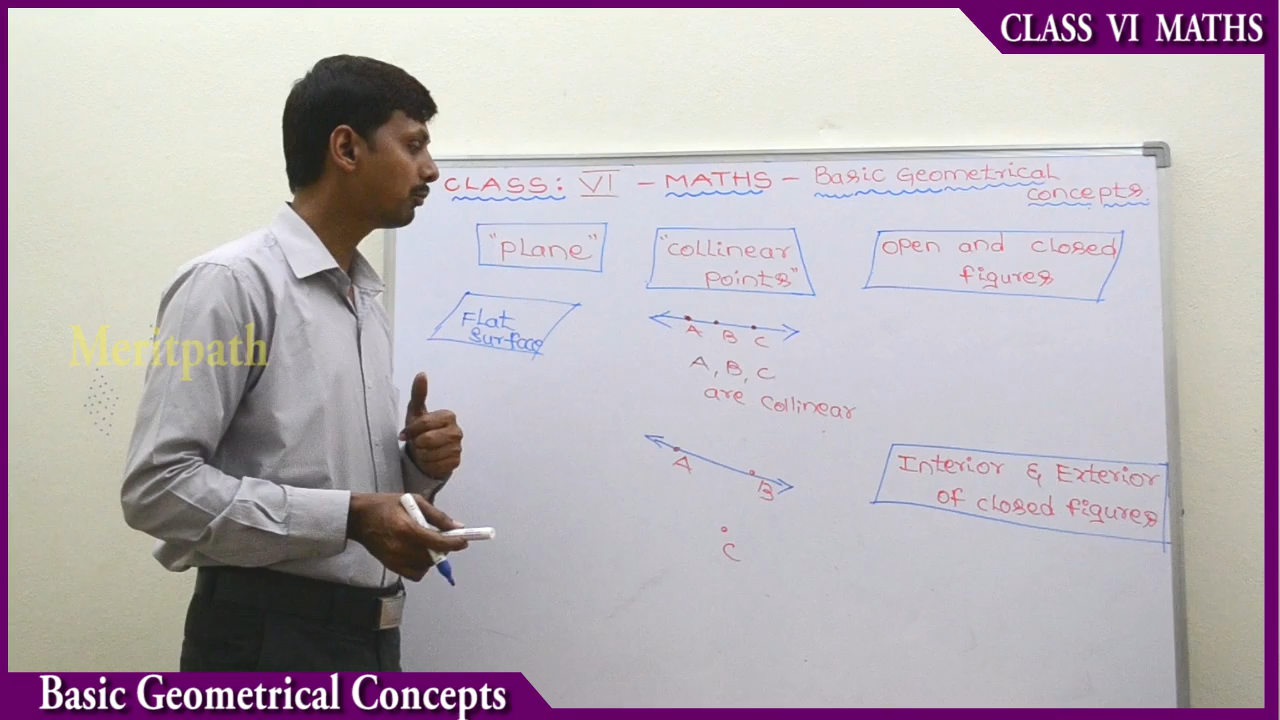 CLASS VI MATHS
CLASS: VI - MATHS - Basic Geometrical
concepts
"plane"
"collinear
points"
open and closed
figures
Flat
surface
A B C
A, B, C
are collinear
A
B
C
Interior & Exterior
of closed figures
Meritpath
Basic Geometrical Concepts